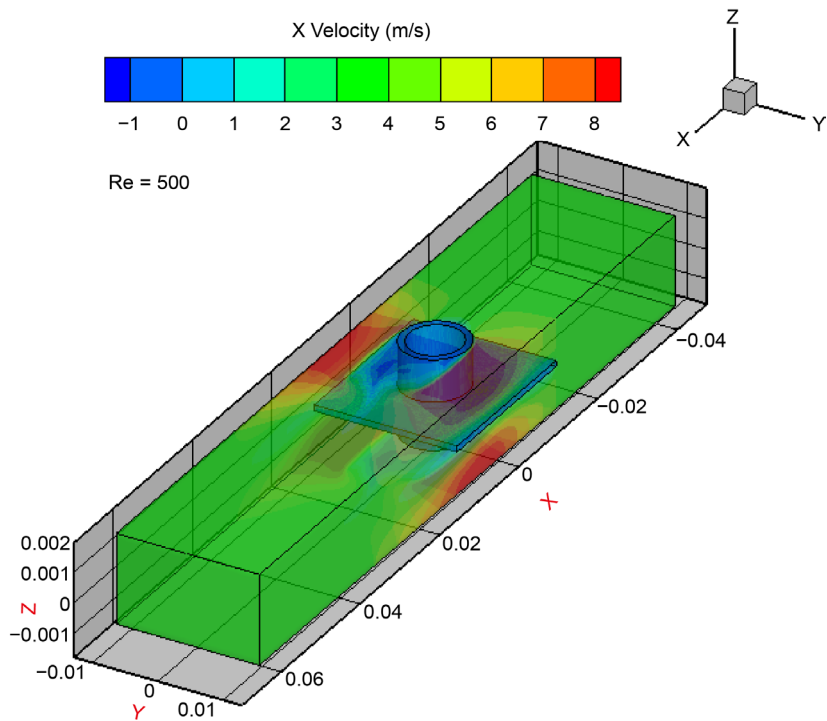 X Velocity (m/s)
−1 0 1 2 3 4 5 6 7 8
Z
Y
X
Re = 500
−0.04
−0.02
0
X
0.02
0.002
0.001
0
Z
−0.001
0.04
−0.01
0.06
0
Y
0.01